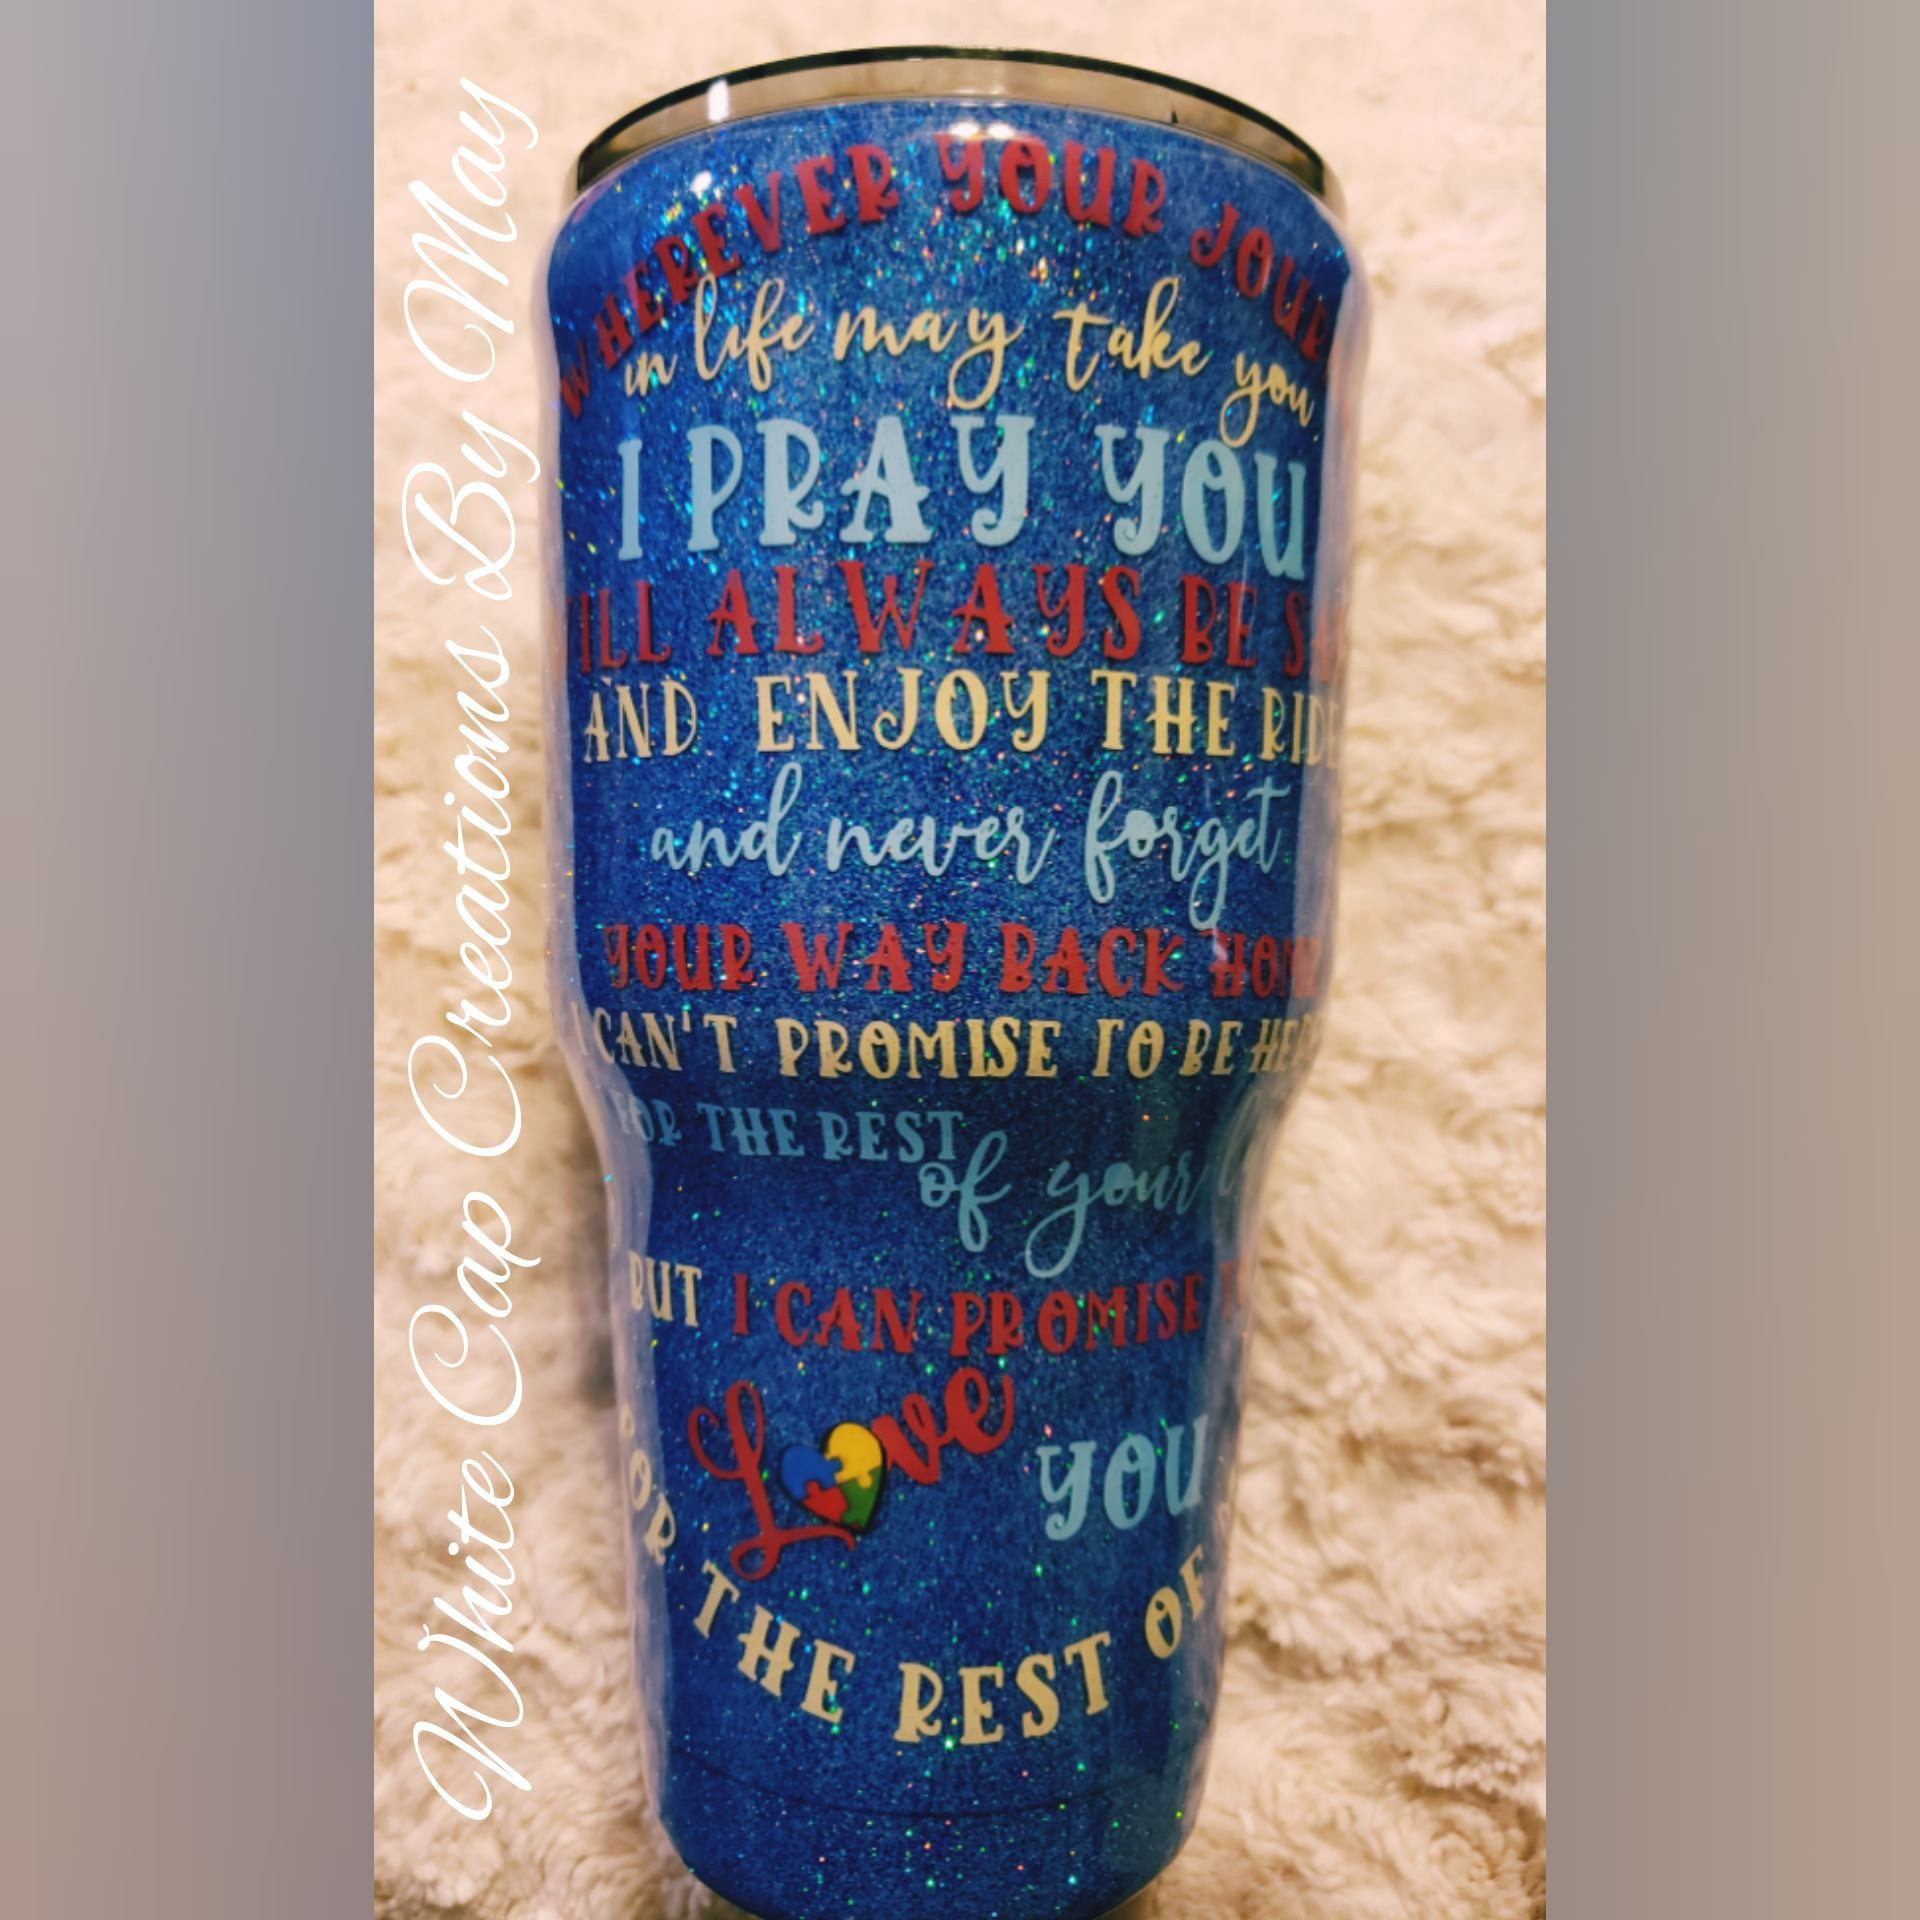 White Cap Creations By May
WHEREVER YOUR JOUR
in life may take you
I PRAY YOU
ILL ALWAYS BE SA
AND ENJOY THE RIDE
and never forget
YOUR WAY BACK HOM
I CAN'T PROMISE TO BE HERE
FOR THE REST
of your
BUT I CAN PROMISE
Love YOU
FOR THE REST OF